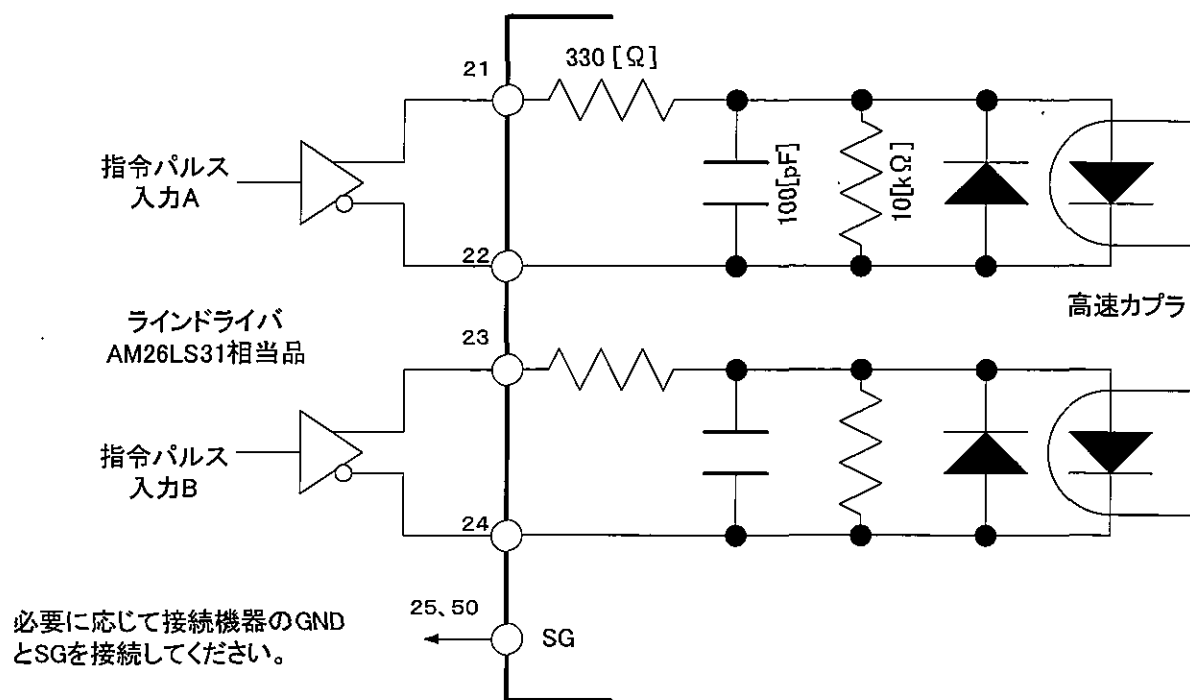 330 [Ω]
21
指令パルス
入力A
100[pF]
10[kΩ]
22
高速カプラ
ラインドライバ
AM26LS31相当品
23
指令パルス
入力B
24
25、50
必要に応じて接続機器のGND
とSGを接続してください。
SG